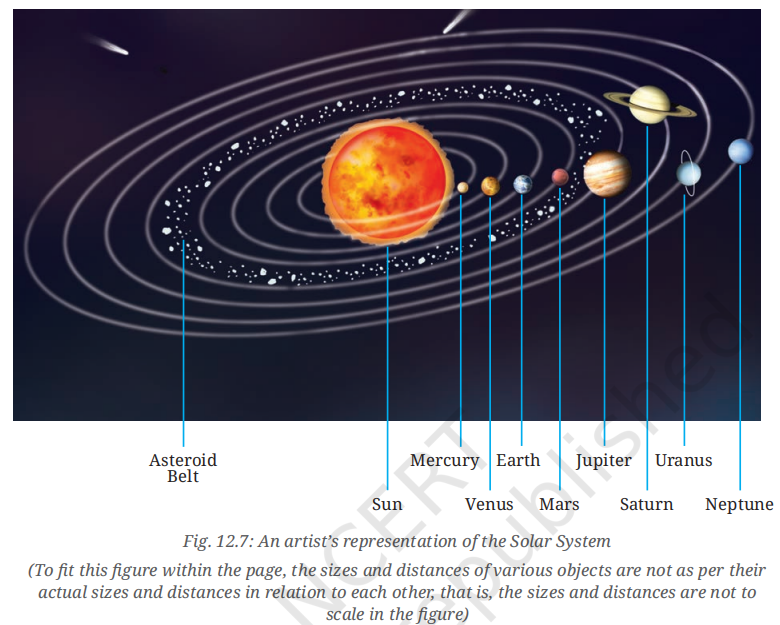 Asteroid
Belt
Mercury Earth Jupiter Uranus
Sun Venus Mars Saturn Neptune
Fig. 12.7: An artist's representation of the Solar System
(To fit this figure within the page, the sizes and distances of various objects are not as per their
actual sizes and distances in relation to each other, that is, the sizes and distances are not to
scale in the figure)
NCERT
epublished